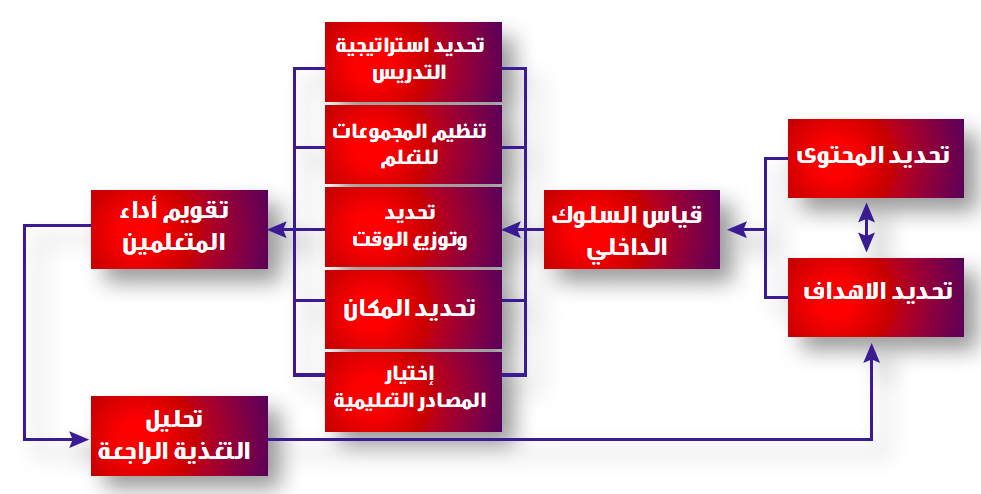 تحديد المحتوى
تحديد الاهداف
قياس السلوك
الداخلي
تحديد استراتيجية
التدريس
تنظيم المجموعات
للتعلم
تحديد
وتوزيع الوقت
تحديد المكان
إختيار
المصادر التعليمية
تقويم أداء
المتعلمين
تحليل
التغذية الراجعة